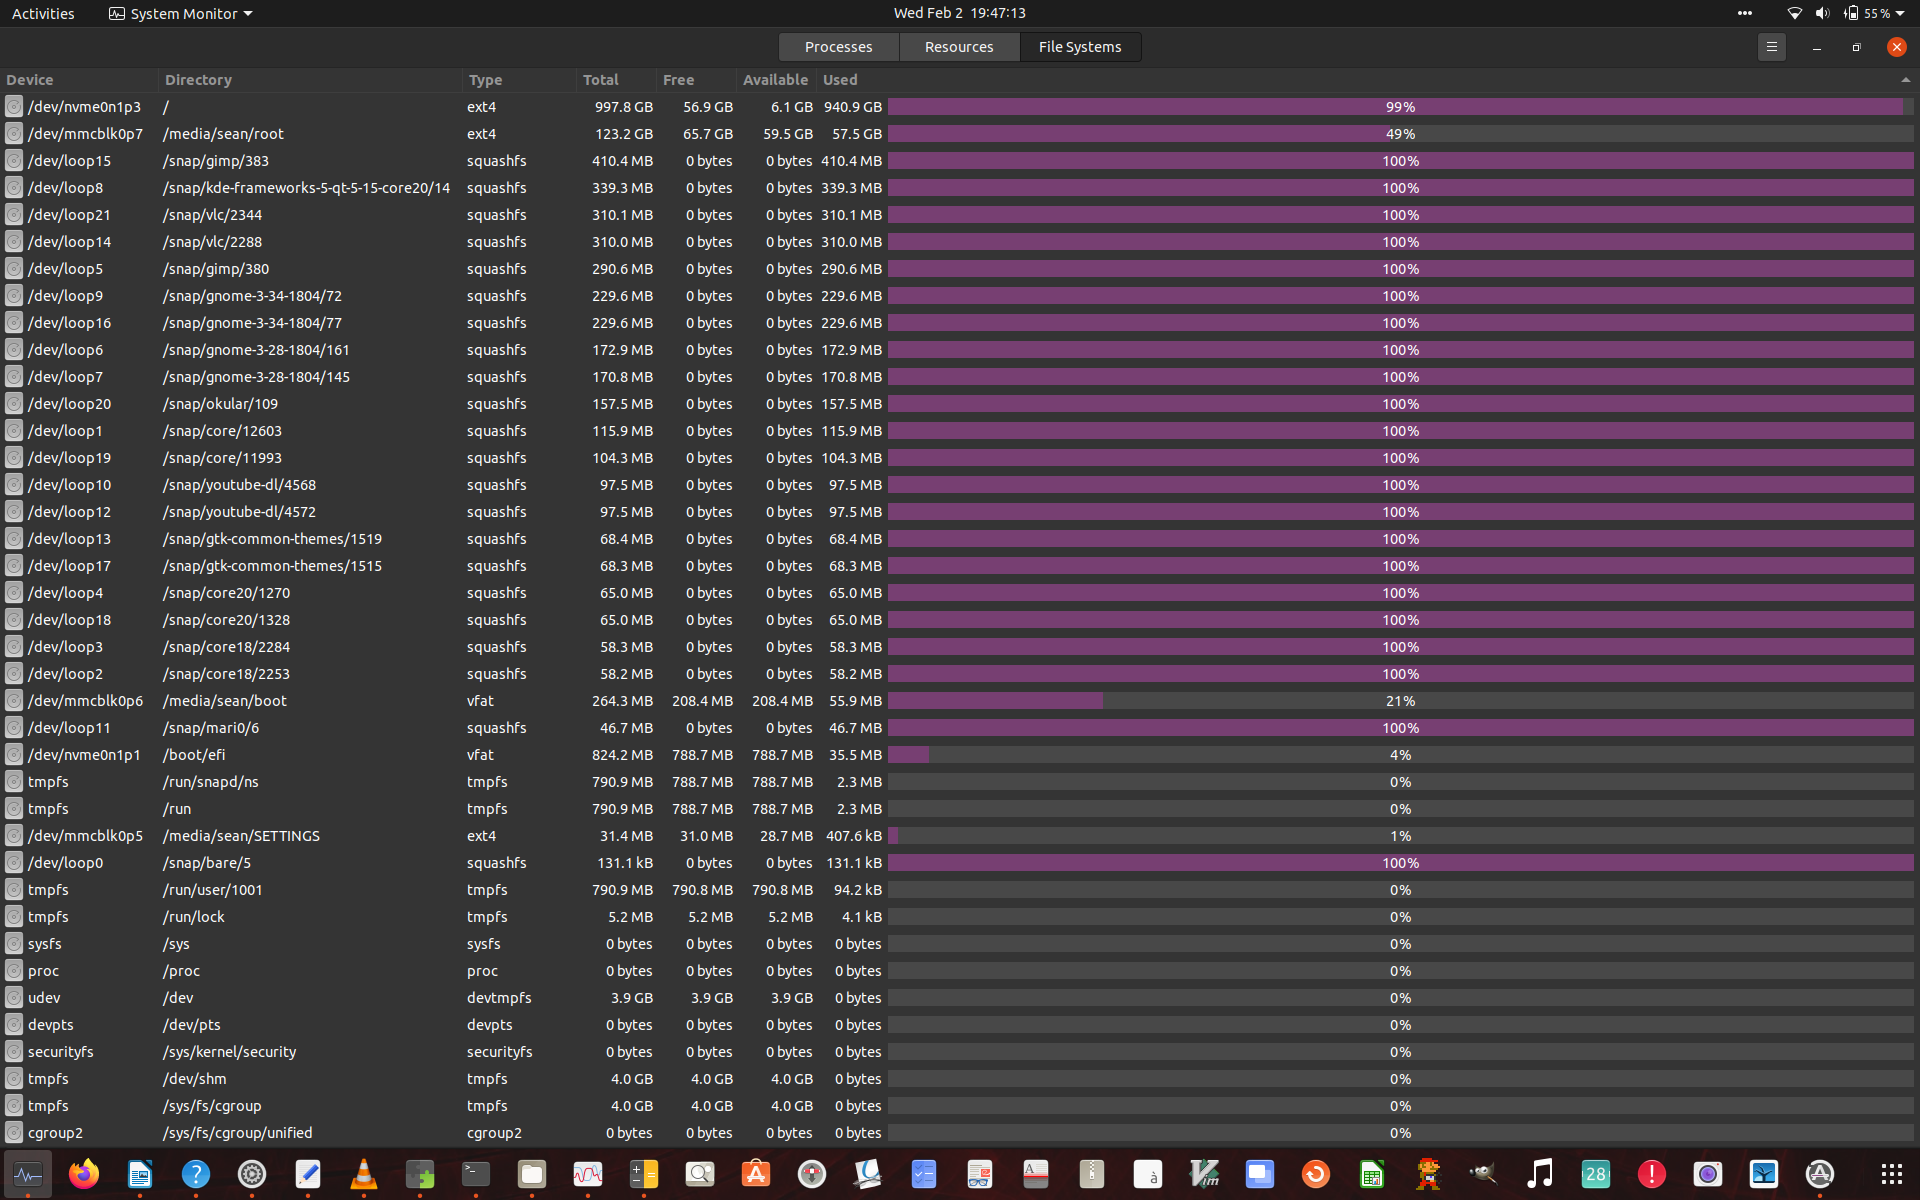 Activities System Monitor Wed Feb 2 19:47:13 55 %
Processes Resources File Systems
Device Directory Type Total Free Available Used
/dev/nvme0n1p3 / ext4 997.8 GB 56.9 GB 6.1 GB 940.9 GB 99%
/dev/mmcblk0p7 /media/sean/root ext4 123.2 GB 65.7 GB 59.5 GB 57.5 GB 49%
/dev/loop15 /snap/gimp/383 squashfs 410.4 MB 0 bytes 0 bytes 410.4 MB 100%
/dev/loop8 /snap/kde-frameworks-5-qt-5-15-core20/14 squashfs 339.3 MB 0 bytes 0 bytes 339.3 MB 100%
/dev/loop21 /snap/vlc/2344 squashfs 310.1 MB 0 bytes 0 bytes 310.1 MB 100%
/dev/loop14 /snap/vlc/2288 squashfs 310.0 MB 0 bytes 0 bytes 310.0 MB 100%
/dev/loop5 /snap/gimp/380 squashfs 290.6 MB 0 bytes 0 bytes 290.6 MB 100%
/dev/loop9 /snap/gnome-3-34-1804/72 squashfs 229.6 MB 0 bytes 0 bytes 229.6 MB 100%
/dev/loop16 /snap/gnome-3-34-1804/77 squashfs 229.6 MB 0 bytes 0 bytes 229.6 MB 100%
/dev/loop6 /snap/gnome-3-28-1804/161 squashfs 172.9 MB 0 bytes 0 bytes 172.9 MB 100%
/dev/loop7 /snap/gnome-3-28-1804/145 squashfs 170.8 MB 0 bytes 0 bytes 170.8 MB 100%
/dev/loop20 /snap/okular/109 squashfs 157.5 MB 0 bytes 0 bytes 157.5 MB 100%
/dev/loop1 /snap/core/12603 squashfs 115.9 MB 0 bytes 0 bytes 115.9 MB 100%
/dev/loop19 /snap/core/11993 squashfs 104.3 MB 0 bytes 0 bytes 104.3 MB 100%
/dev/loop10 /snap/youtube-dl/4568 squashfs 97.5 MB 0 bytes 0 bytes 97.5 MB 100%
/dev/loop12 /snap/youtube-dl/4572 squashfs 97.5 MB 0 bytes 0 bytes 97.5 MB 100%
/dev/loop13 /snap/gtk-common-themes/1519 squashfs 68.4 MB 0 bytes 0 bytes 68.4 MB 100%
/dev/loop17 /snap/gtk-common-themes/1515 squashfs 68.3 MB 0 bytes 0 bytes 68.3 MB 100%
/dev/loop4 /snap/core20/1270 squashfs 65.0 MB 0 bytes 0 bytes 65.0 MB 100%
/dev/loop18 /snap/core20/1328 squashfs 65.0 MB 0 bytes 0 bytes 65.0 MB 100%
/dev/loop3 /snap/core18/2284 squashfs 58.3 MB 0 bytes 0 bytes 58.3 MB 100%
/dev/loop2 /snap/core18/2253 squashfs 58.2 MB 0 bytes 0 bytes 58.2 MB 100%
/dev/mmcblk0p6 /media/sean/boot vfat 264.3 MB 208.4 MB 208.4 MB 55.9 MB 21%
/dev/loop11 /snap/mari0/6 squashfs 46.7 MB 0 bytes 0 bytes 46.7 MB 100%
/dev/nvme0n1p1 /boot/efi vfat 824.2 MB 788.7 MB 788.7 MB 35.5 MB 4%
tmpfs /run/snapd/ns tmpfs 790.9 MB 788.7 MB 788.7 MB 2.3 MB 0%
tmpfs /run tmpfs 790.9 MB 788.7 MB 788.7 MB 2.3 MB 0%
/dev/mmcblk0p5 /media/sean/SETTINGS ext4 31.4 MB 31.0 MB 28.7 MB 407.6 kB 1%
/dev/loop0 /snap/bare/5 squashfs 131.1 kB 0 bytes 0 bytes 131.1 kB 100%
tmpfs /run/user/1001 tmpfs 790.9 MB 790.8 MB 790.8 MB 94.2 kB 0%
tmpfs /run/lock tmpfs 5.2 MB 5.2 MB 5.2 MB 4.1 kB 0%
sysfs /sys sysfs 0 bytes 0 bytes 0 bytes 0 bytes 0%
proc /proc proc 0 bytes 0 bytes 0 bytes 0 bytes 0%
udev /dev devtmpfs 3.9 GB 3.9 GB 3.9 GB 0 bytes 0%
devpts /dev/pts devpts 0 bytes 0 bytes 0 bytes 0 bytes 0%
securityfs /sys/kernel/security securityfs 0 bytes 0 bytes 0 bytes 0 bytes 0%
tmpfs /dev/shm tmpfs 4.0 GB 4.0 GB 4.0 GB 0 bytes 0%
tmpfs /sys/fs/cgroup tmpfs 4.0 GB 4.0 GB 4.0 GB 0 bytes 0%
cgroup2 /sys/fs/cgroup/unified cgroup2 0 bytes 0 bytes 0 bytes 0 bytes 0%
? >_ A à Vim 28 !